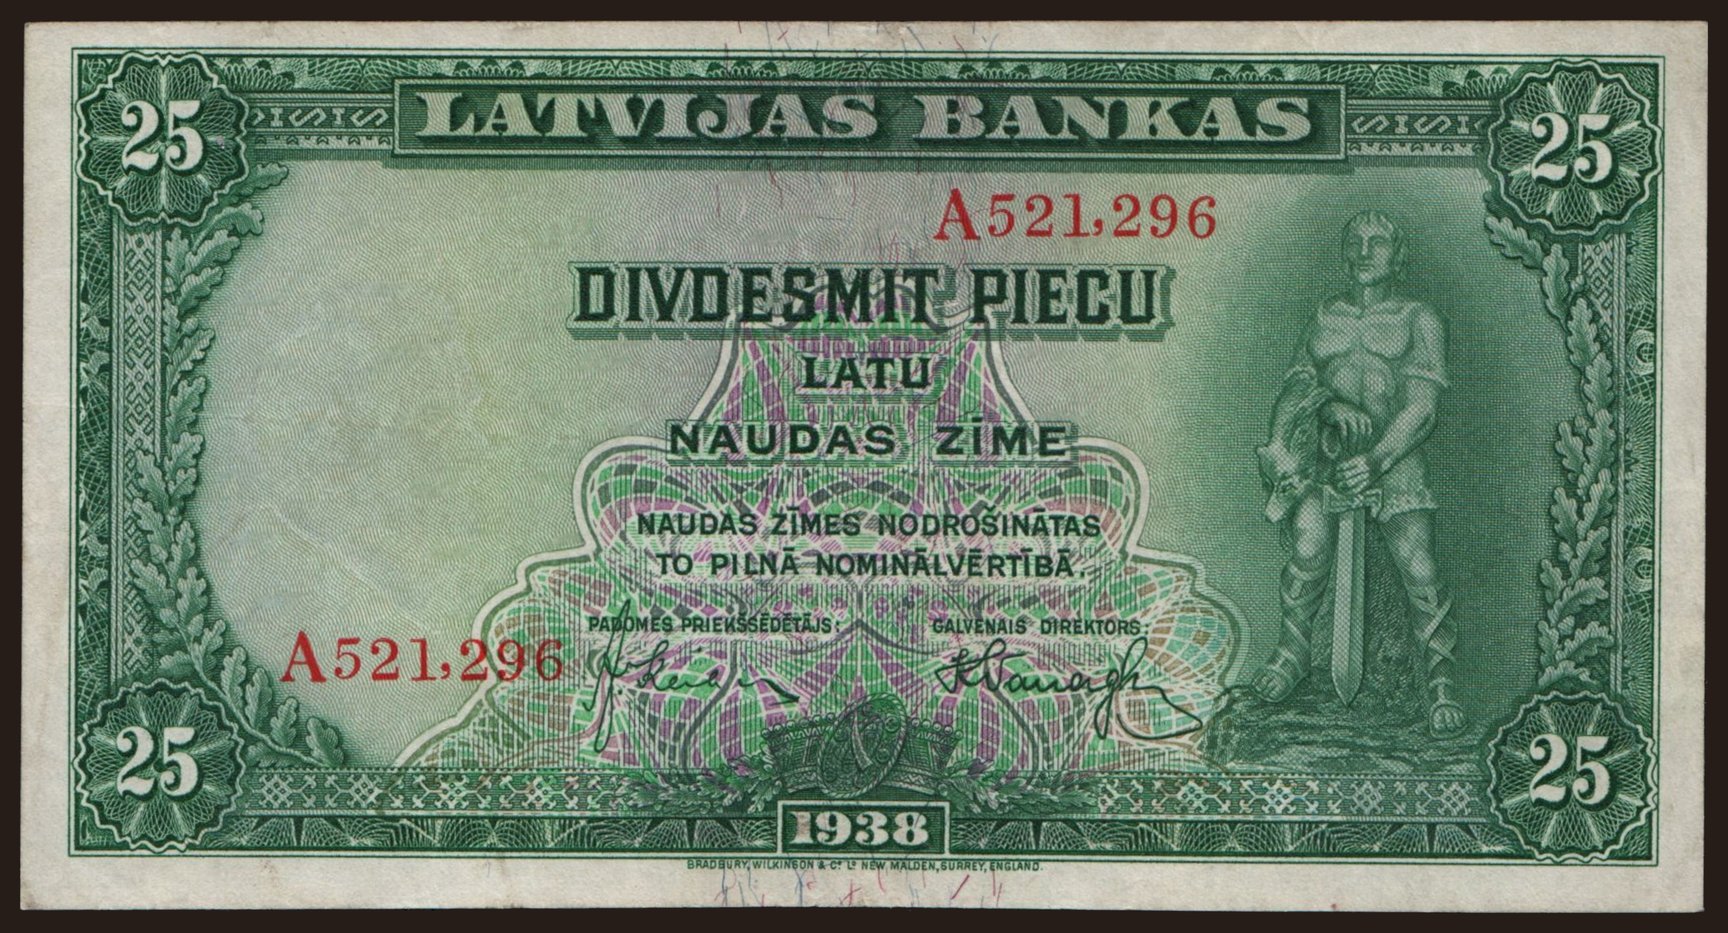 25 LATVIJAS BANKAS 25
A521,296
DIVDESMIT PIECU
LATU
NAUDAS ZĪME
NAUDAS ZĪMES NODROŠINĀTAS
TO PILNĀ NOMINĀLVĒRTĪBĀ.
PADOMES PRIEKŠSĒDĒTĀJS: GALVENAIS DIREKTORS:
A521,296
25 25
1938
BRADBURY, WILKINSON & Cº Lº NEW MALDEN, SURREY, ENGLAND.